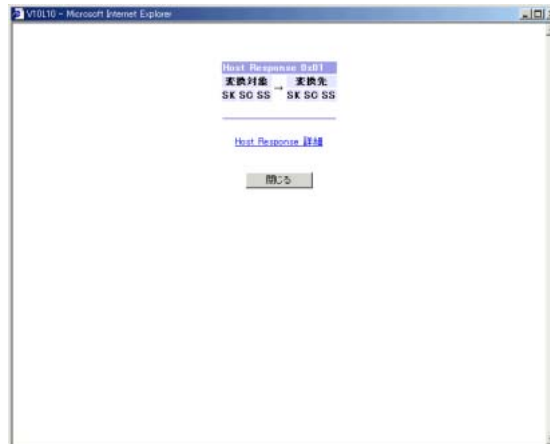 V10L10 - Microsoft Internet Explorer
Host Response 0x01
変換対象 → 変換先
SK SC SS SK SC SS
Host Response 詳細
閉じる